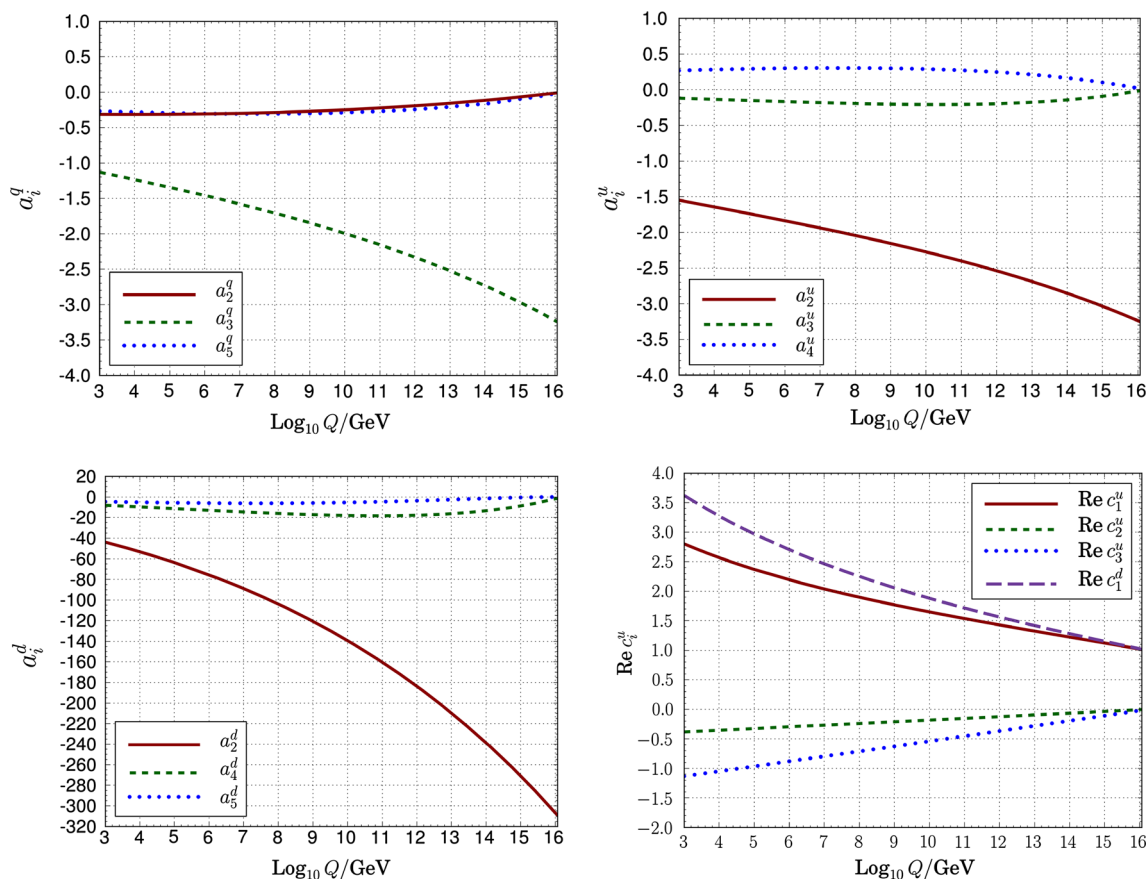 1.0
0.5
0.0
-0.5
-1.0
-1.5
-2.0
-2.5
-3.0
-3.5
-4.0
a_i^q
a_2^q
a_3^q
a_5^q
3 4 5 6 7 8 9 10 11 12 13 14 15 16
Log₁₀ Q/GeV
1.0
0.5
0.0
-0.5
-1.0
-1.5
-2.0
-2.5
-3.0
-3.5
-4.0
a_i^u
a_2^u
a_3^u
a_4^u
3 4 5 6 7 8 9 10 11 12 13 14 15 16
Log₁₀ Q/GeV
20
0
-20
-40
-60
-80
-100
-120
-140
-160
-180
-200
-220
-240
-260
-280
-300
-320
a_i^d
a_2^d
a_4^d
a_5^d
3 4 5 6 7 8 9 10 11 12 13 14 15 16
Log₁₀ Q/GeV
4.0
3.5
3.0
2.5
2.0
1.5
1.0
0.5
0.0
−0.5
−1.0
−1.5
−2.0
Re c_i^u
Re c_1^u
Re c_2^u
Re c_3^u
Re c_1^d
3 4 5 6 7 8 9 10 11 12 13 14 15 16
Log₁₀ Q/GeV